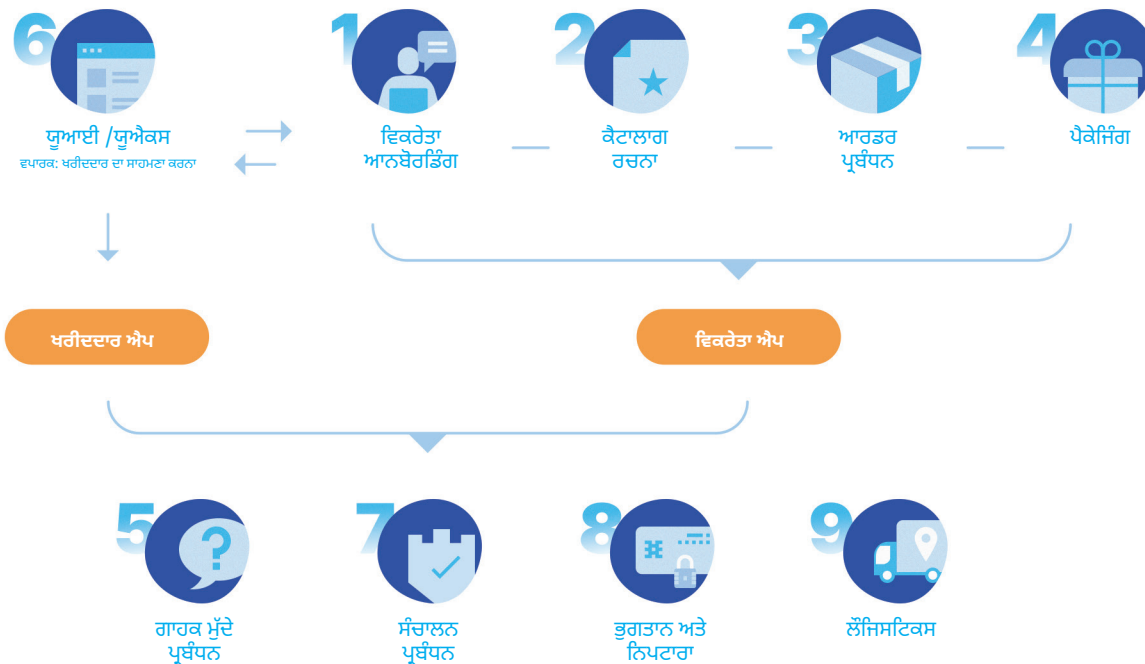 6
ਯੂਆਈ /ਯੂਐਕਸ
ਵਪਾਰਕ: ਖਰੀਦਦਾਰ ਦਾ ਸਾਹਮਣਾ ਕਰਨਾ
1
ਵਿਕਰੇਤਾ
ਆਨਬੋਰਡਿੰਗ
2
ਕੈਟਾਲਾਗ
ਰਚਨਾ
3
ਆਰਡਰ
ਪ੍ਰਬੰਧਨ
4
ਪੈਕੇਜਿੰਗ
ਖਰੀਦਦਾਰ ਐਪ
ਵਿਕਰੇਤਾ ਐਪ
5
ਗਾਹਕ ਮੁੱਦੇ
ਪ੍ਰਬੰਧਨ
7
ਸੰਚਾਲਨ
ਪ੍ਰਬੰਧਨ
8
ਭੁਗਤਾਨ ਅਤੇ
ਨਿਪਟਾਰਾ
9
ਲੌਜਿਸਟਿਕਸ